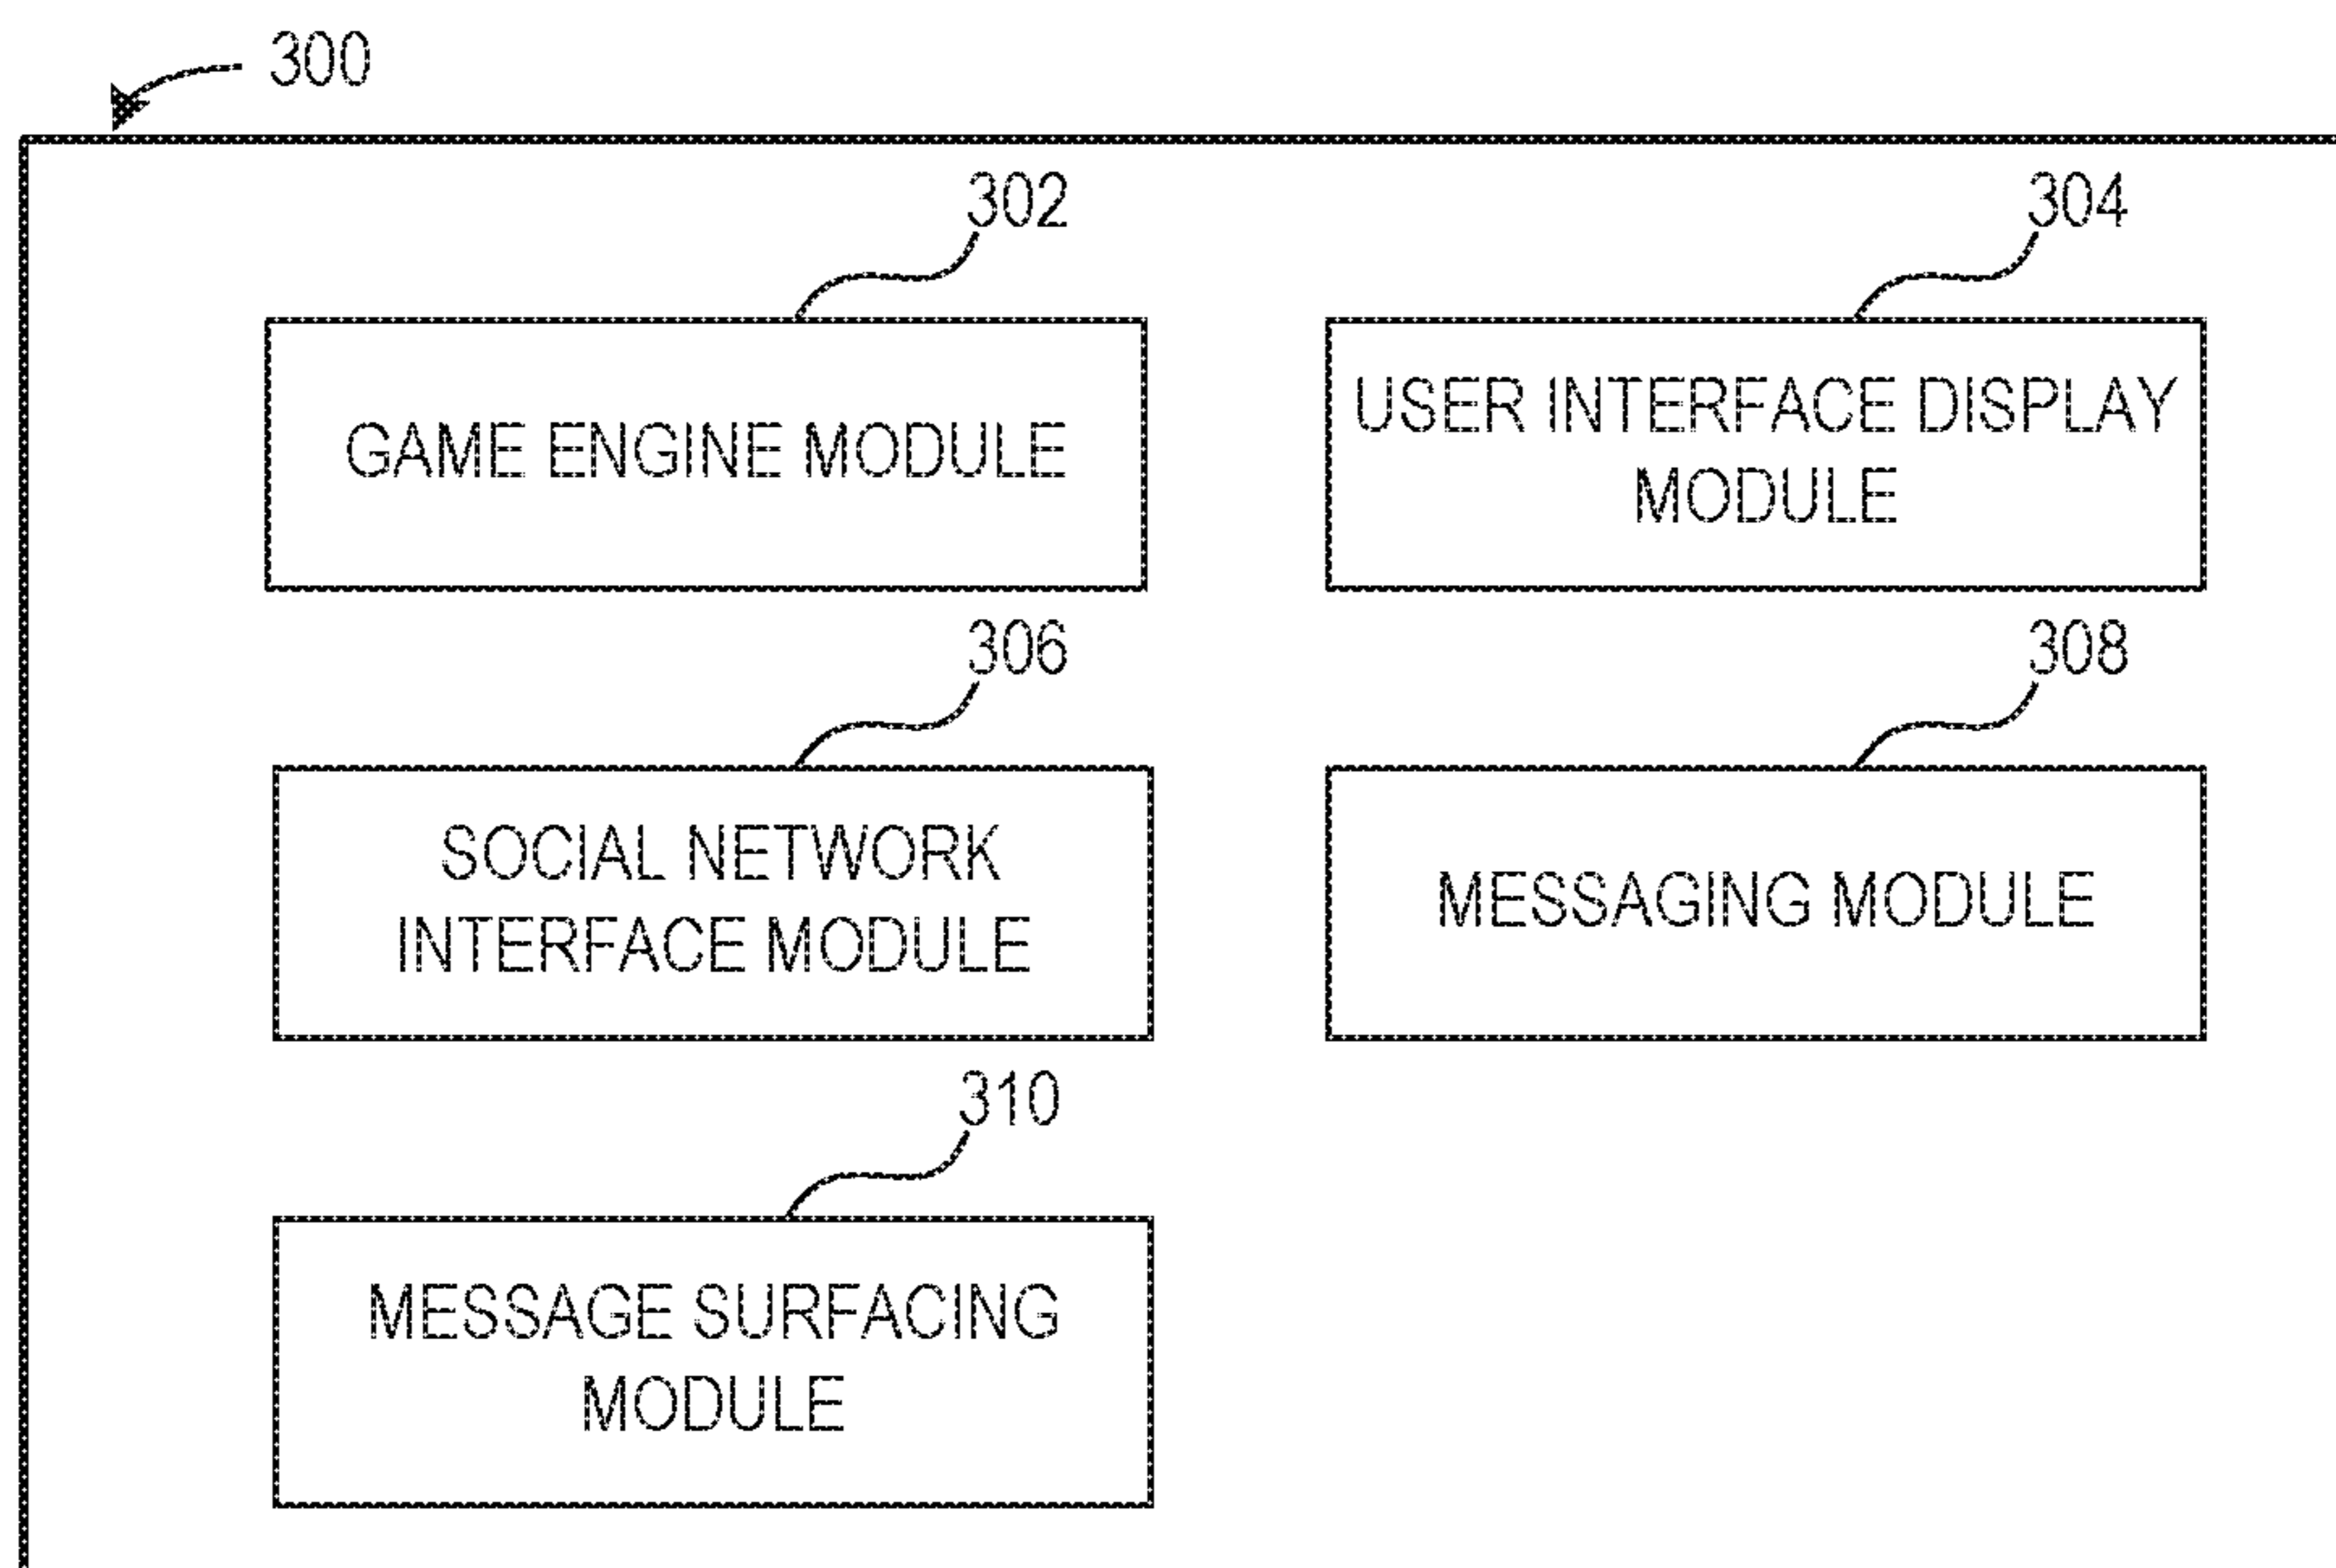 300
302
304
GAME ENGINE MODULE
USER INTERFACE DISPLAY
MODULE
306
308
SOCIAL NETWORK
INTERFACE MODULE
MESSAGING MODULE
310
MESSAGE SURFACING
MODULE